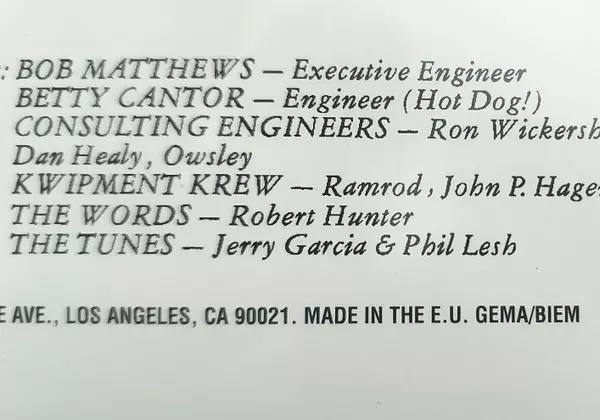 : BOB MATTHEWS — Executive Engineer
BETTY CANTOR — Engineer (Hot Dog!)
CONSULTING ENGINEERS — Ron Wickersh
Dan Healy, Owsley
KWIPMENT KREW — Ramrod, John P. Hage
THE WORDS — Robert Hunter
THE TUNES — Jerry Garcia & Phil Lesh
E AVE., LOS ANGELES, CA 90021. MADE IN THE E.U. GEMA/BIEM